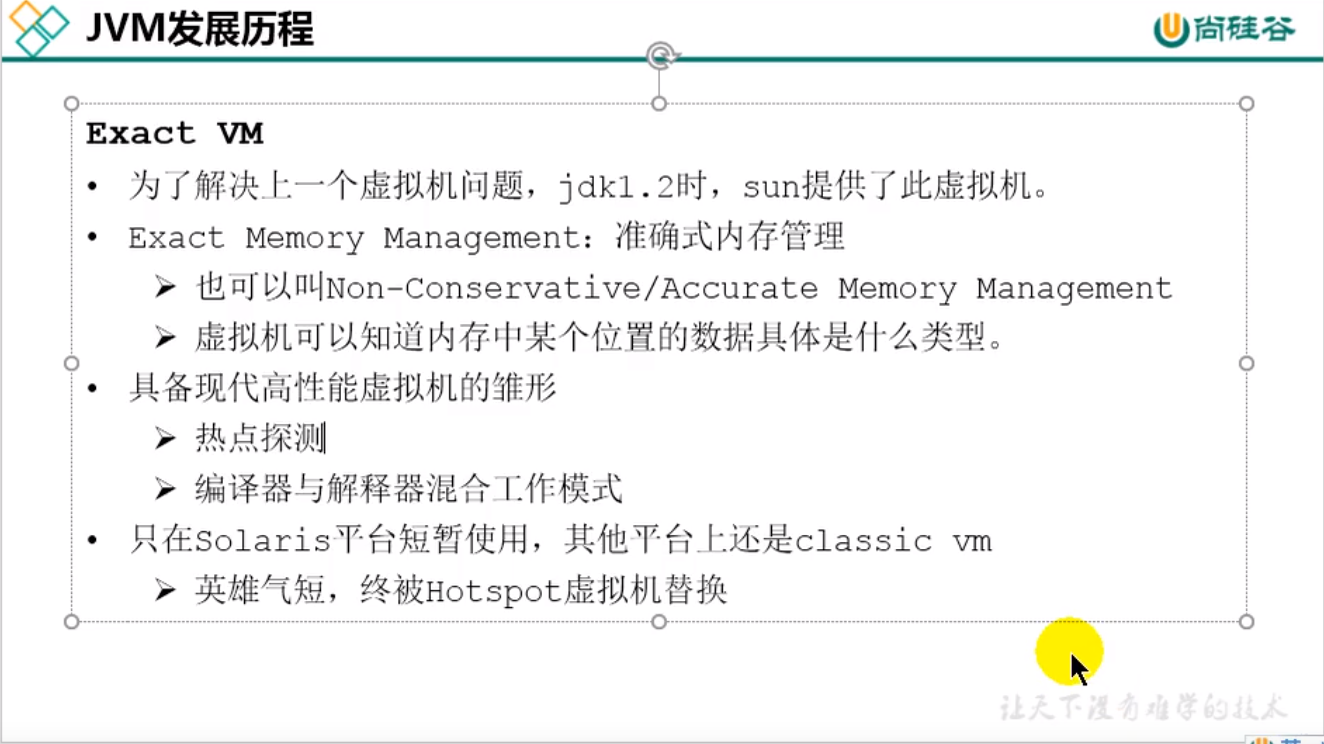 JVM发展历程
尚硅谷
Exact VM
• 为了解决上一个虚拟机问题，jdk1.2时，sun提供了此虚拟机。
• Exact Memory Management：准确式内存管理
➢ 也可以叫Non-Conservative/Accurate Memory Management
➢ 虚拟机可以知道内存中某个位置的数据具体是什么类型。
• 具备现代高性能虚拟机的雏形
➢ 热点探测
➢ 编译器与解释器混合工作模式
• 只在Solaris平台短暂使用，其他平台上还是classic vm
➢ 英雄气短，终被Hotspot虚拟机替换
让天下没有难学的技术